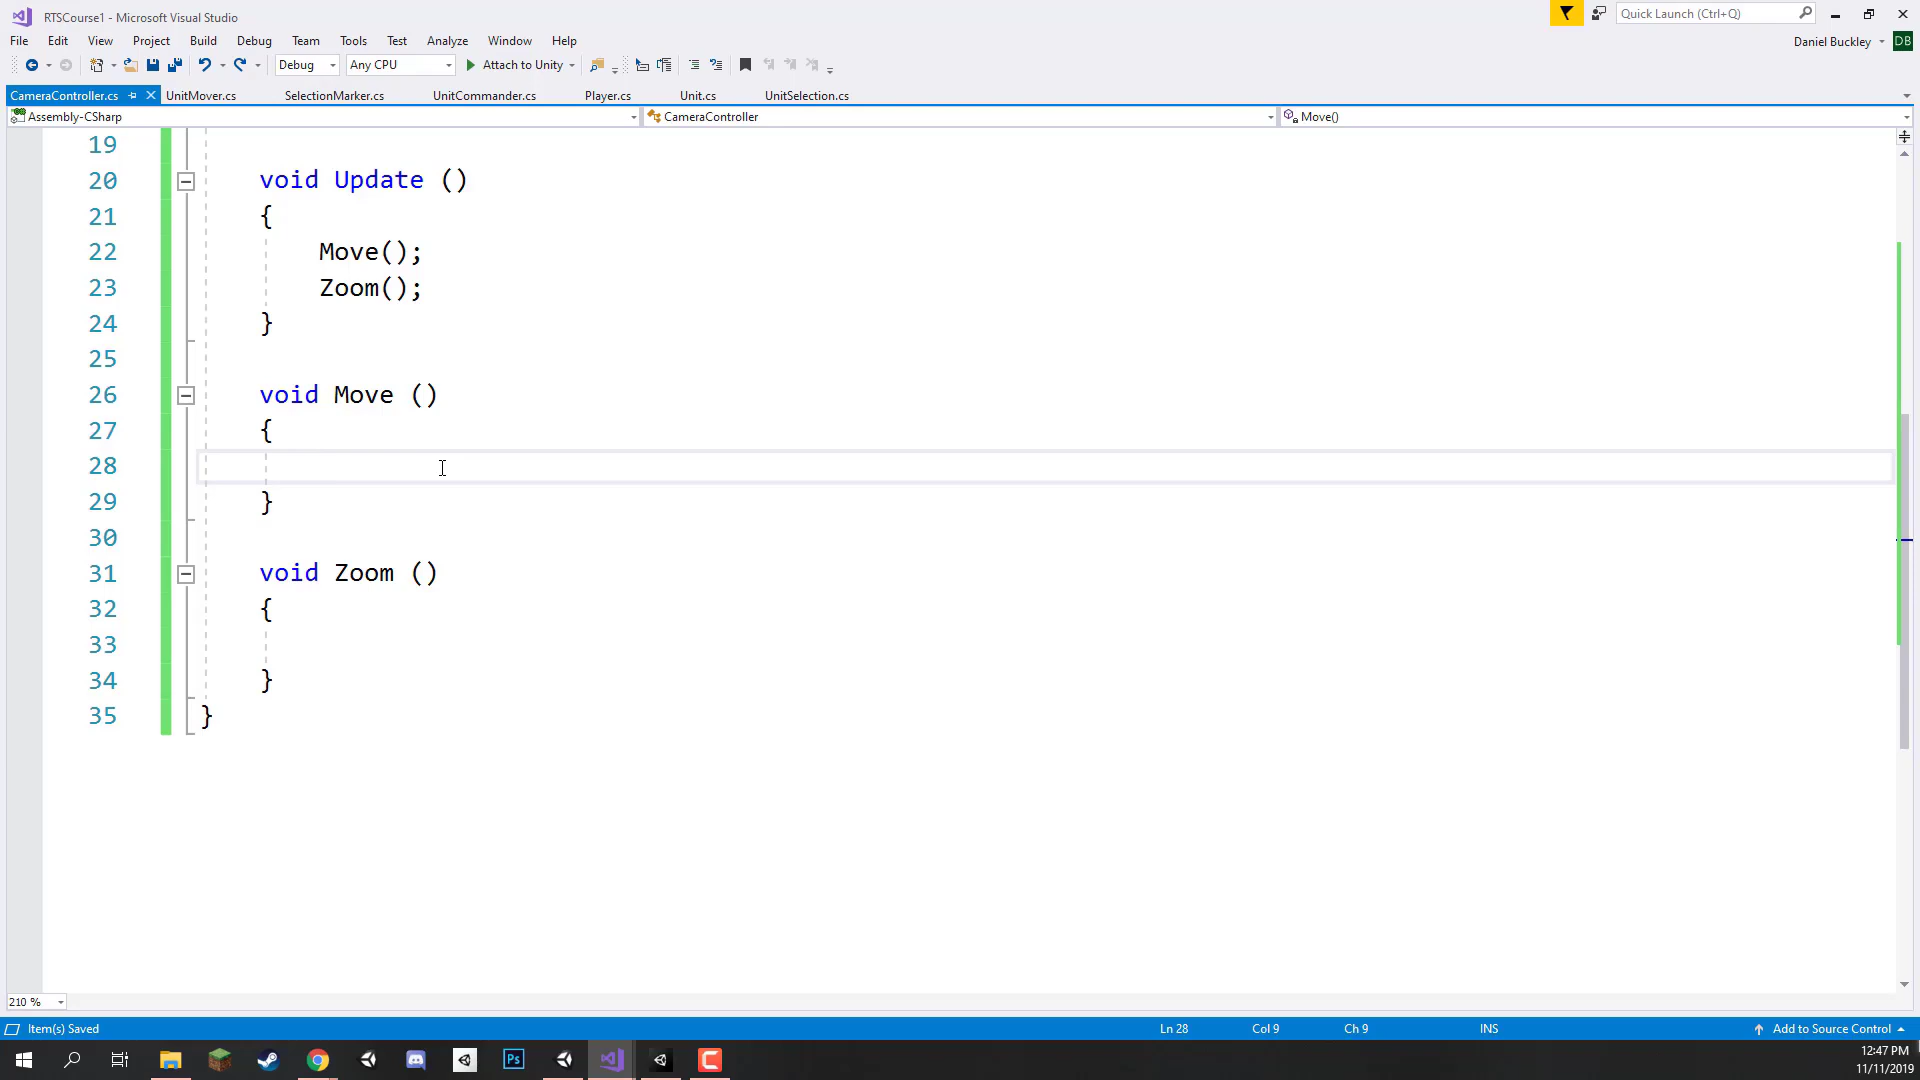 RTSCourse1 - Microsoft Visual Studio
Quick Launch (Ctrl+Q)
File Edit View Project Build Debug Team Tools Test Analyze Window Help
Daniel Buckley DB
Debug Any CPU Attach to Unity
CameraController.cs UnitMover.cs SelectionMarker.cs UnitCommander.cs Player.cs Unit.cs UnitSelection.cs
Assembly-CSharp CameraController Move()
19
20 void Update ()
21 {
22 Move();
23 Zoom();
24 }
25
26 void Move ()
27 {
28
29 }
30
31 void Zoom ()
32 {
33
34 }
35 }
210 %
Item(s) Saved Ln 28 Col 9 Ch 9 INS Add to Source Control
Ps
12:47 PM
11/11/2019